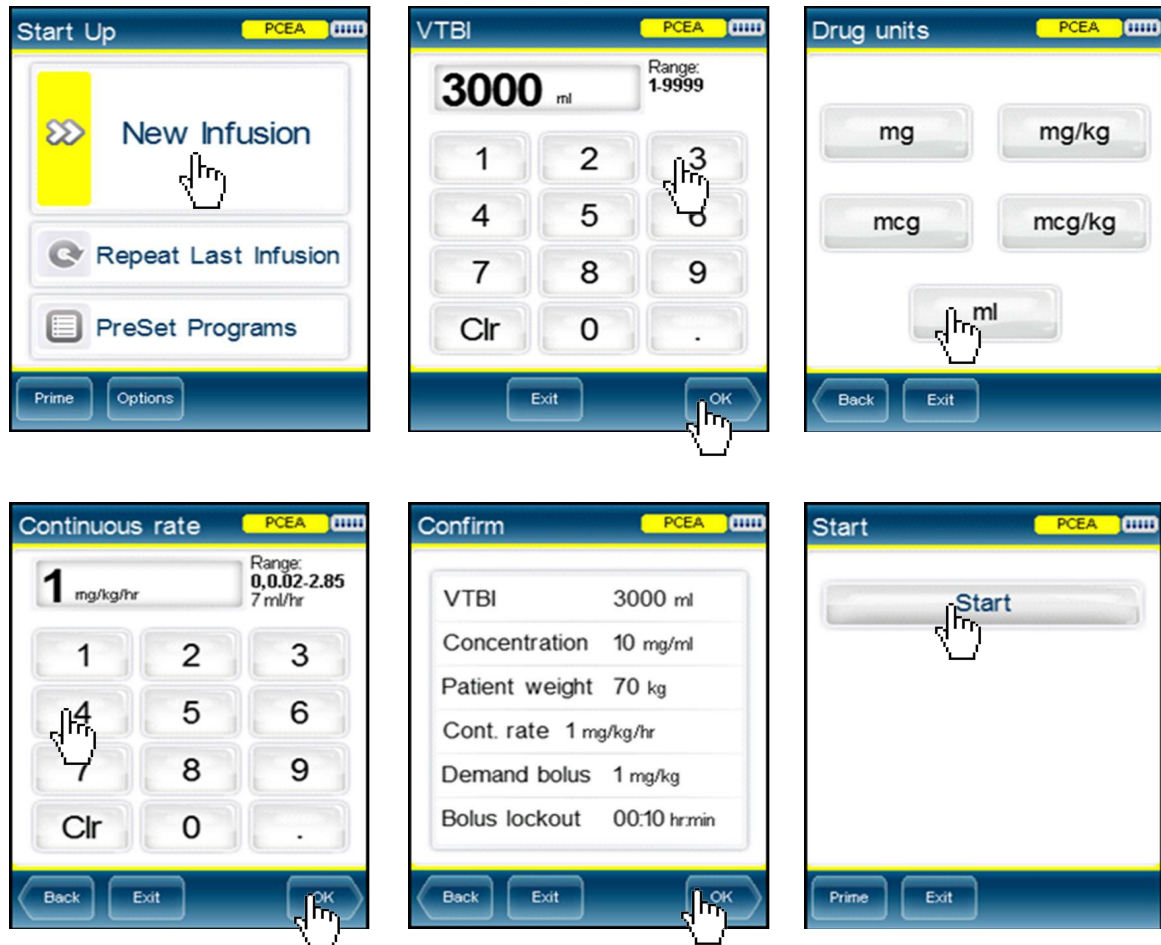 Start Up PCEA
New Infusion
Repeat Last Infusion
PreSet Programs
Prime Options
VTBI PCEA
3000 ml
Range:
1-9999
1 2 3
4 5 6
7 8 9
Clr 0 .
Exit OK
Drug units PCEA
mg mg/kg
mcg mcg/kg
ml
Back Exit
Continuous rate PCEA
1 mg/kg/hr
Range:
0,0.02-2.85
7 ml/hr
1 2 3
4 5 6
7 8 9
Clr 0 .
Back Exit OK
Confirm PCEA
VTBI 3000 ml
Concentration 10 mg/ml
Patient weight 70 kg
Cont. rate 1 mg/kg/hr
Demand bolus 1 mg/kg
Bolus lockout 00:10 hr:min
Back Exit OK
Start PCEA
Start
Prime Exit